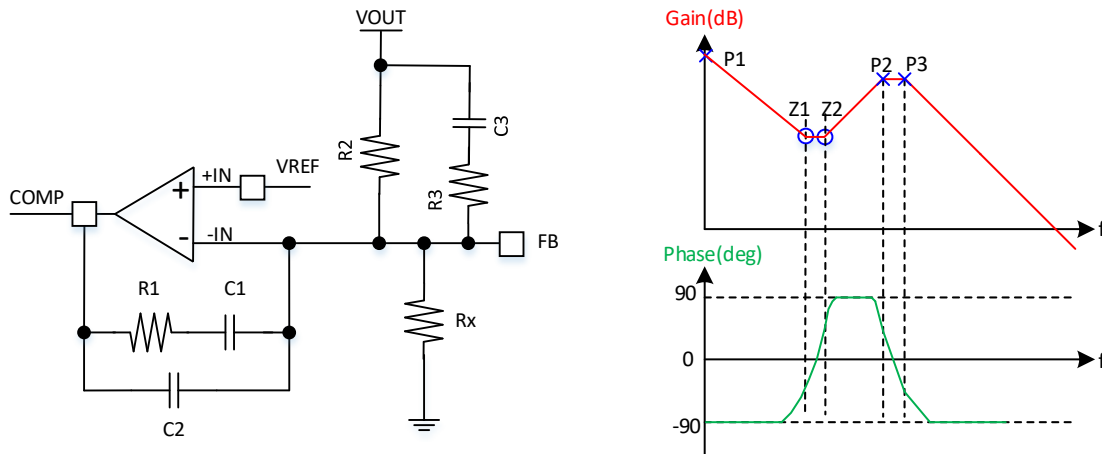 VOUT
C3
R2
R3
COMP
+
+IN
VREF
-
-IN
FB
R1
C1
Rx
C2
Gain(dB)
P1
P2
P3
Z1
Z2
f
Phase(deg)
90
0
f
-90